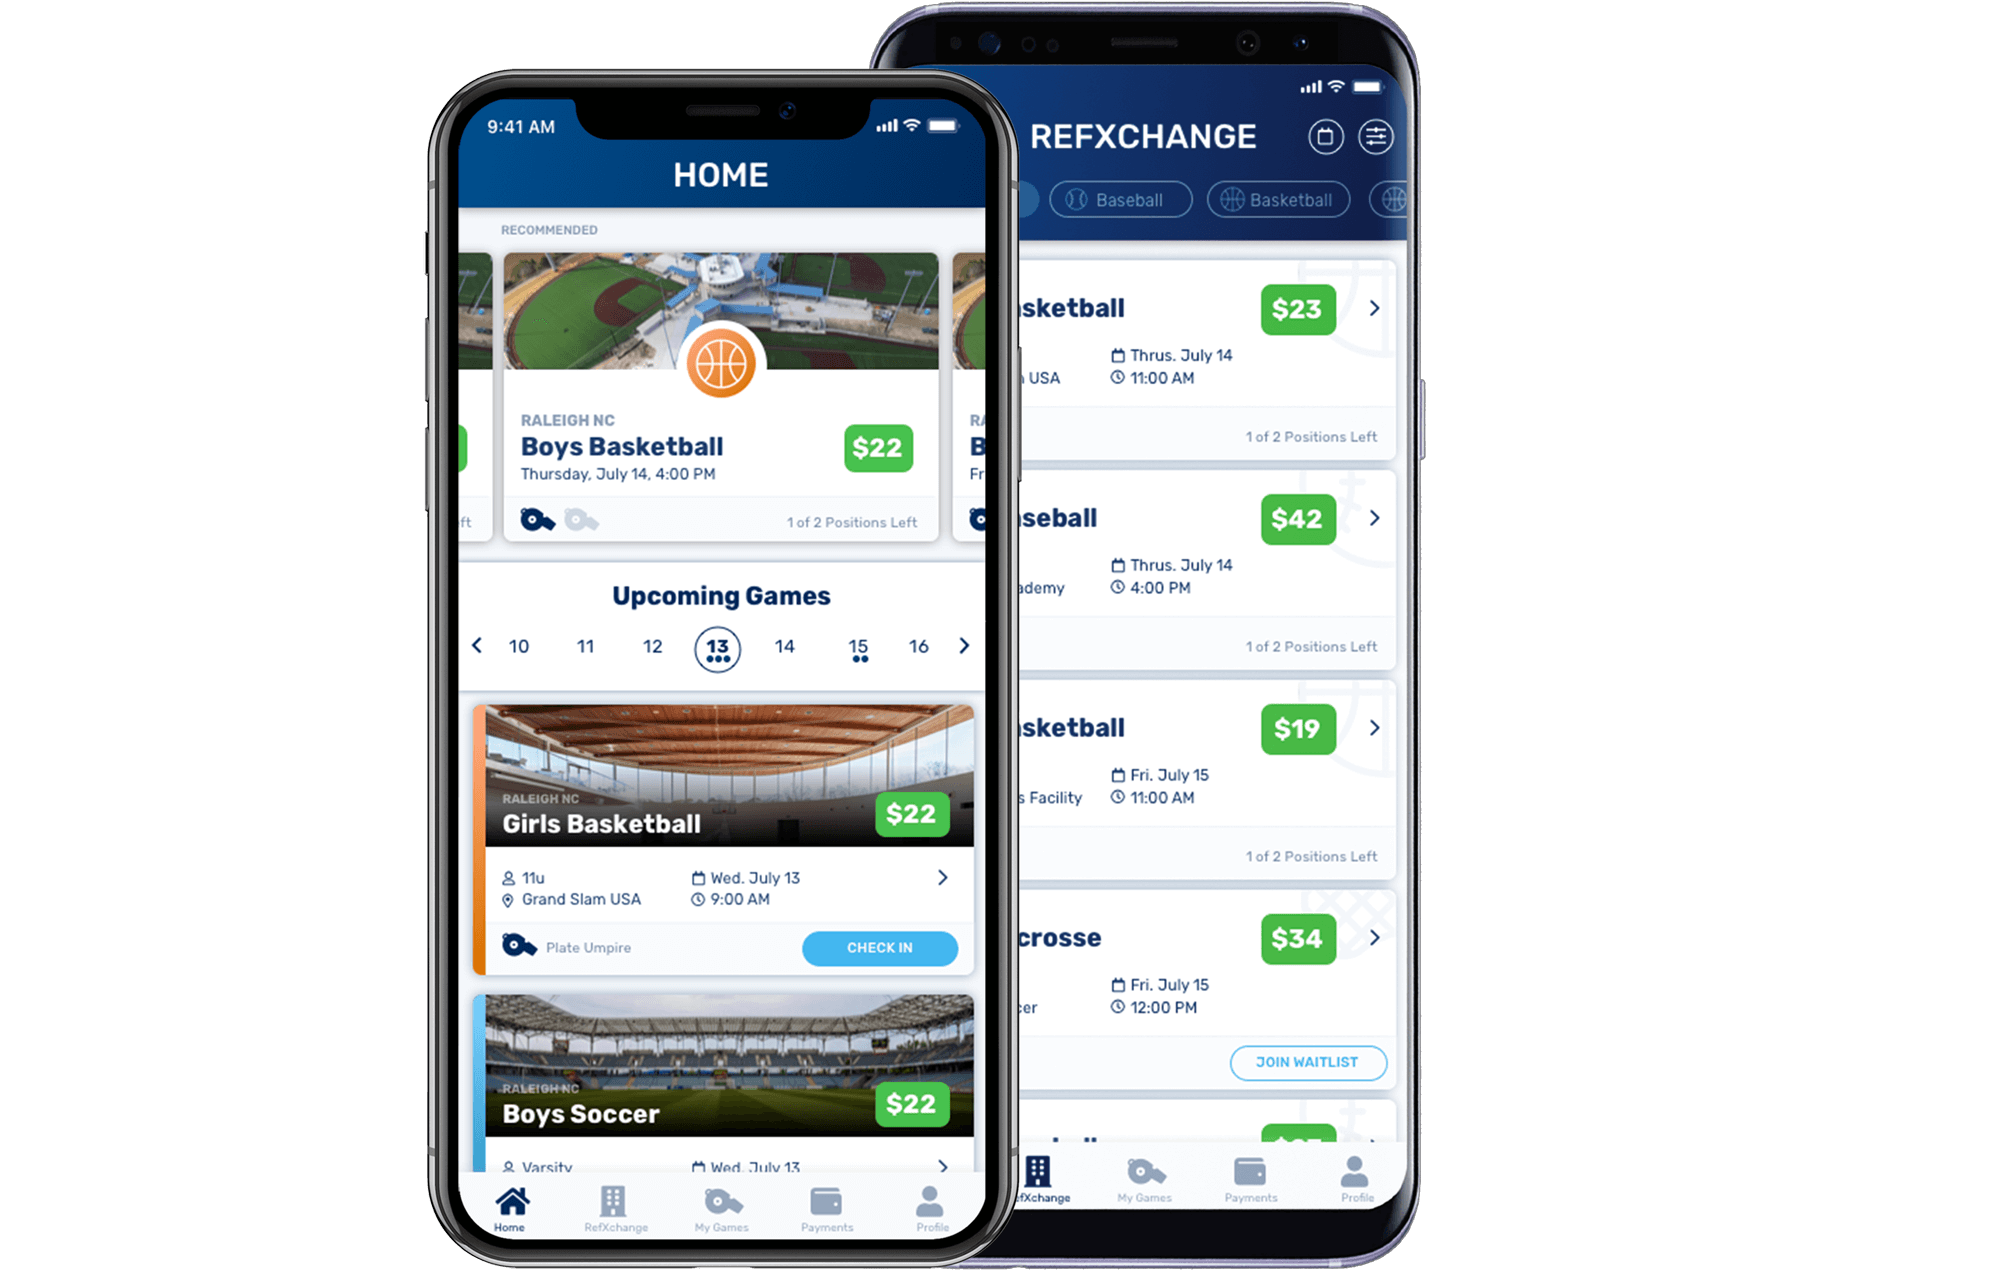 9:41 AM
HOME
RECOMMENDED
RALEIGH NC
Boys Basketball
$22
Thursday, July 14, 4:00 PM
1 of 2 Positions Left
Upcoming Games
10 11 12 13 14 15 16
RALEIGH NC
Girls Basketball
$22
11u
Wed. July 13
Grand Slam USA
9:00 AM
Plate Umpire
CHECK IN
RALEIGH NC
Boys Soccer
$22
Varsity
Wed. July 13
Home
RefXchange
My Games
Payments
Profile
REFXCHANGE
Baseball
Basketball
sketball
$23
Thrus. July 14
USA
11:00 AM
1 of 2 Positions Left
seball
$42
Thrus. July 14
ademy
4:00 PM
1 of 2 Positions Left
sketball
$19
Fri. July 15
s Facility
11:00 AM
1 of 2 Positions Left
crosse
$34
Fri. July 15
cer
12:00 PM
JOIN WAITLIST
efXchange
My Games
Payments
Profile